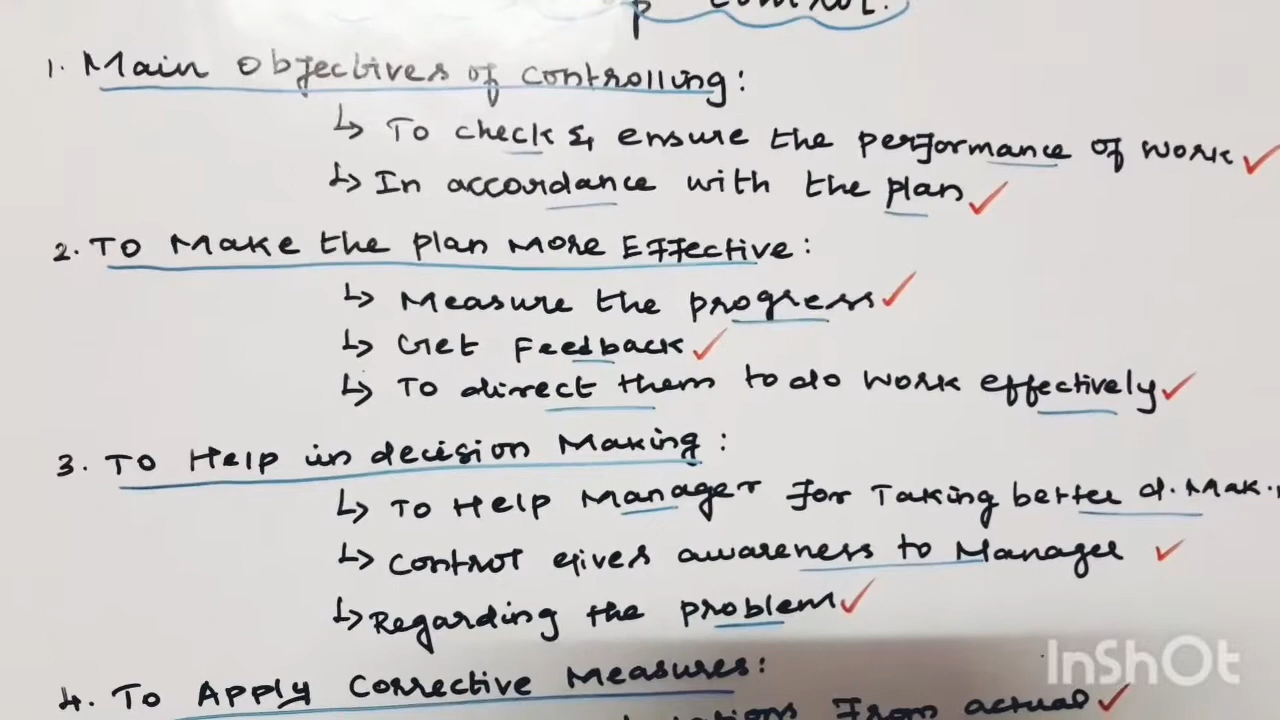 control.
1. Main objectives of controlling:
↳ To check & ensure the performance of work ✓
↳ In accordance with the plan ✓
2. To Make the plan More Effective:
↳ Measure the progress ✓
↳ Get Feedback ✓
↳ To direct them to do work effectively ✓
3. To Help in decision Making:
↳ To Help Manager for Taking better d. Mak.
↳ Control gives awareness to Manager ✓
↳ Regarding the problem ✓
4. To Apply Corrective Measures:
From actual ✓
InShOt